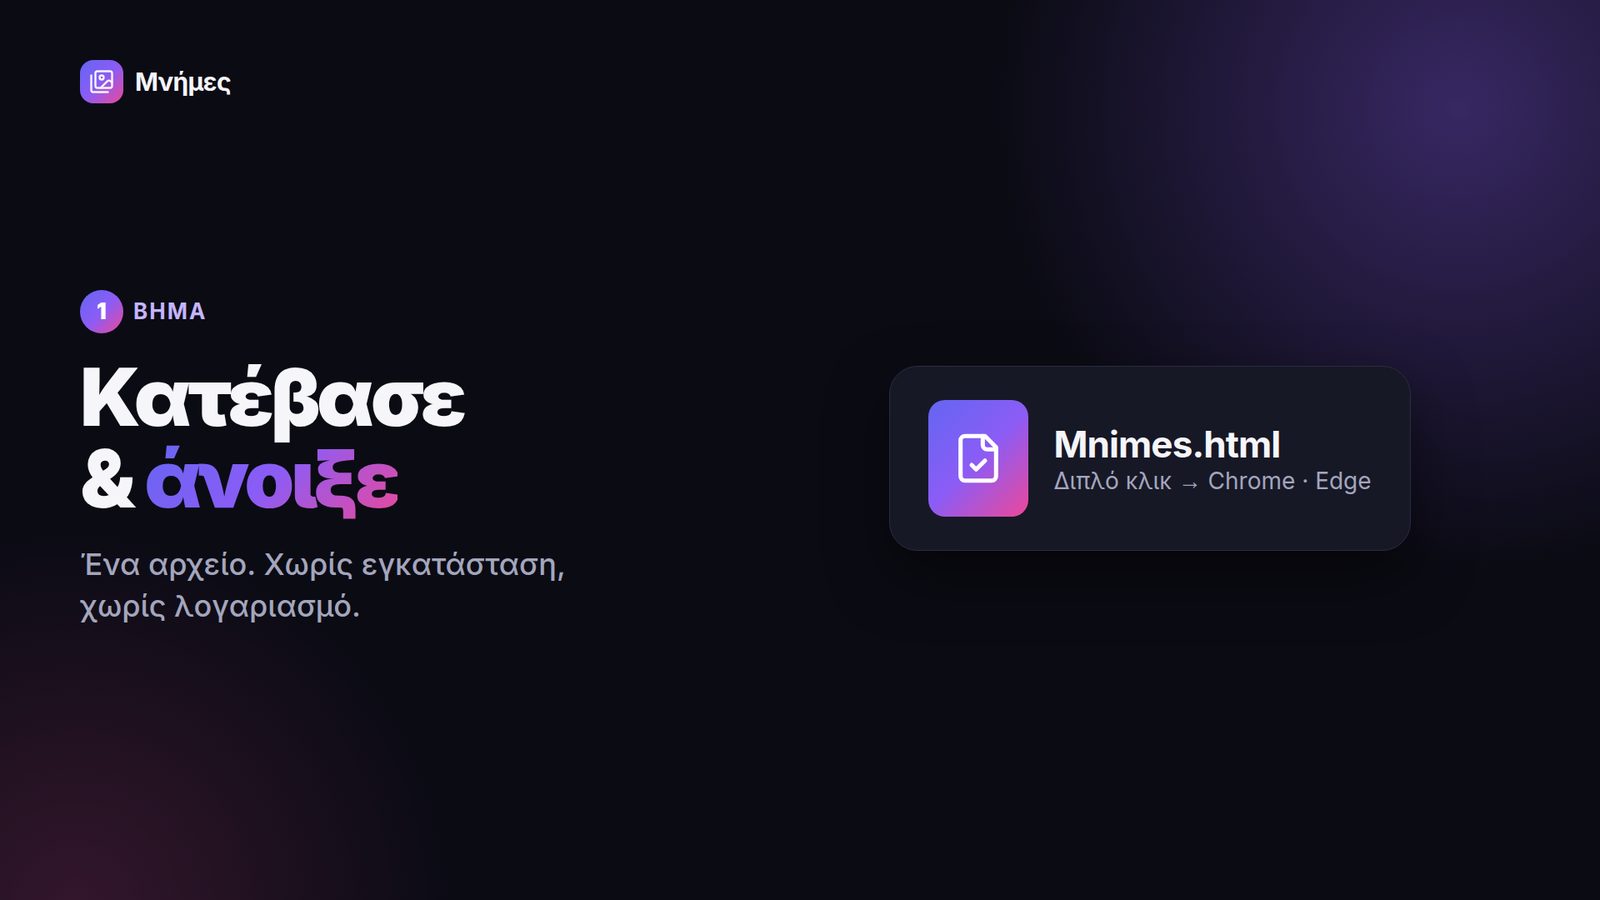 Μνήμες
1 ΒΗΜΑ
Κατέβασε
& άνοιξε
Ένα αρχείο. Χωρίς εγκατάσταση,
χωρίς λογαριασμό.
Mnimes.html
Διπλό κλικ → Chrome · Edge